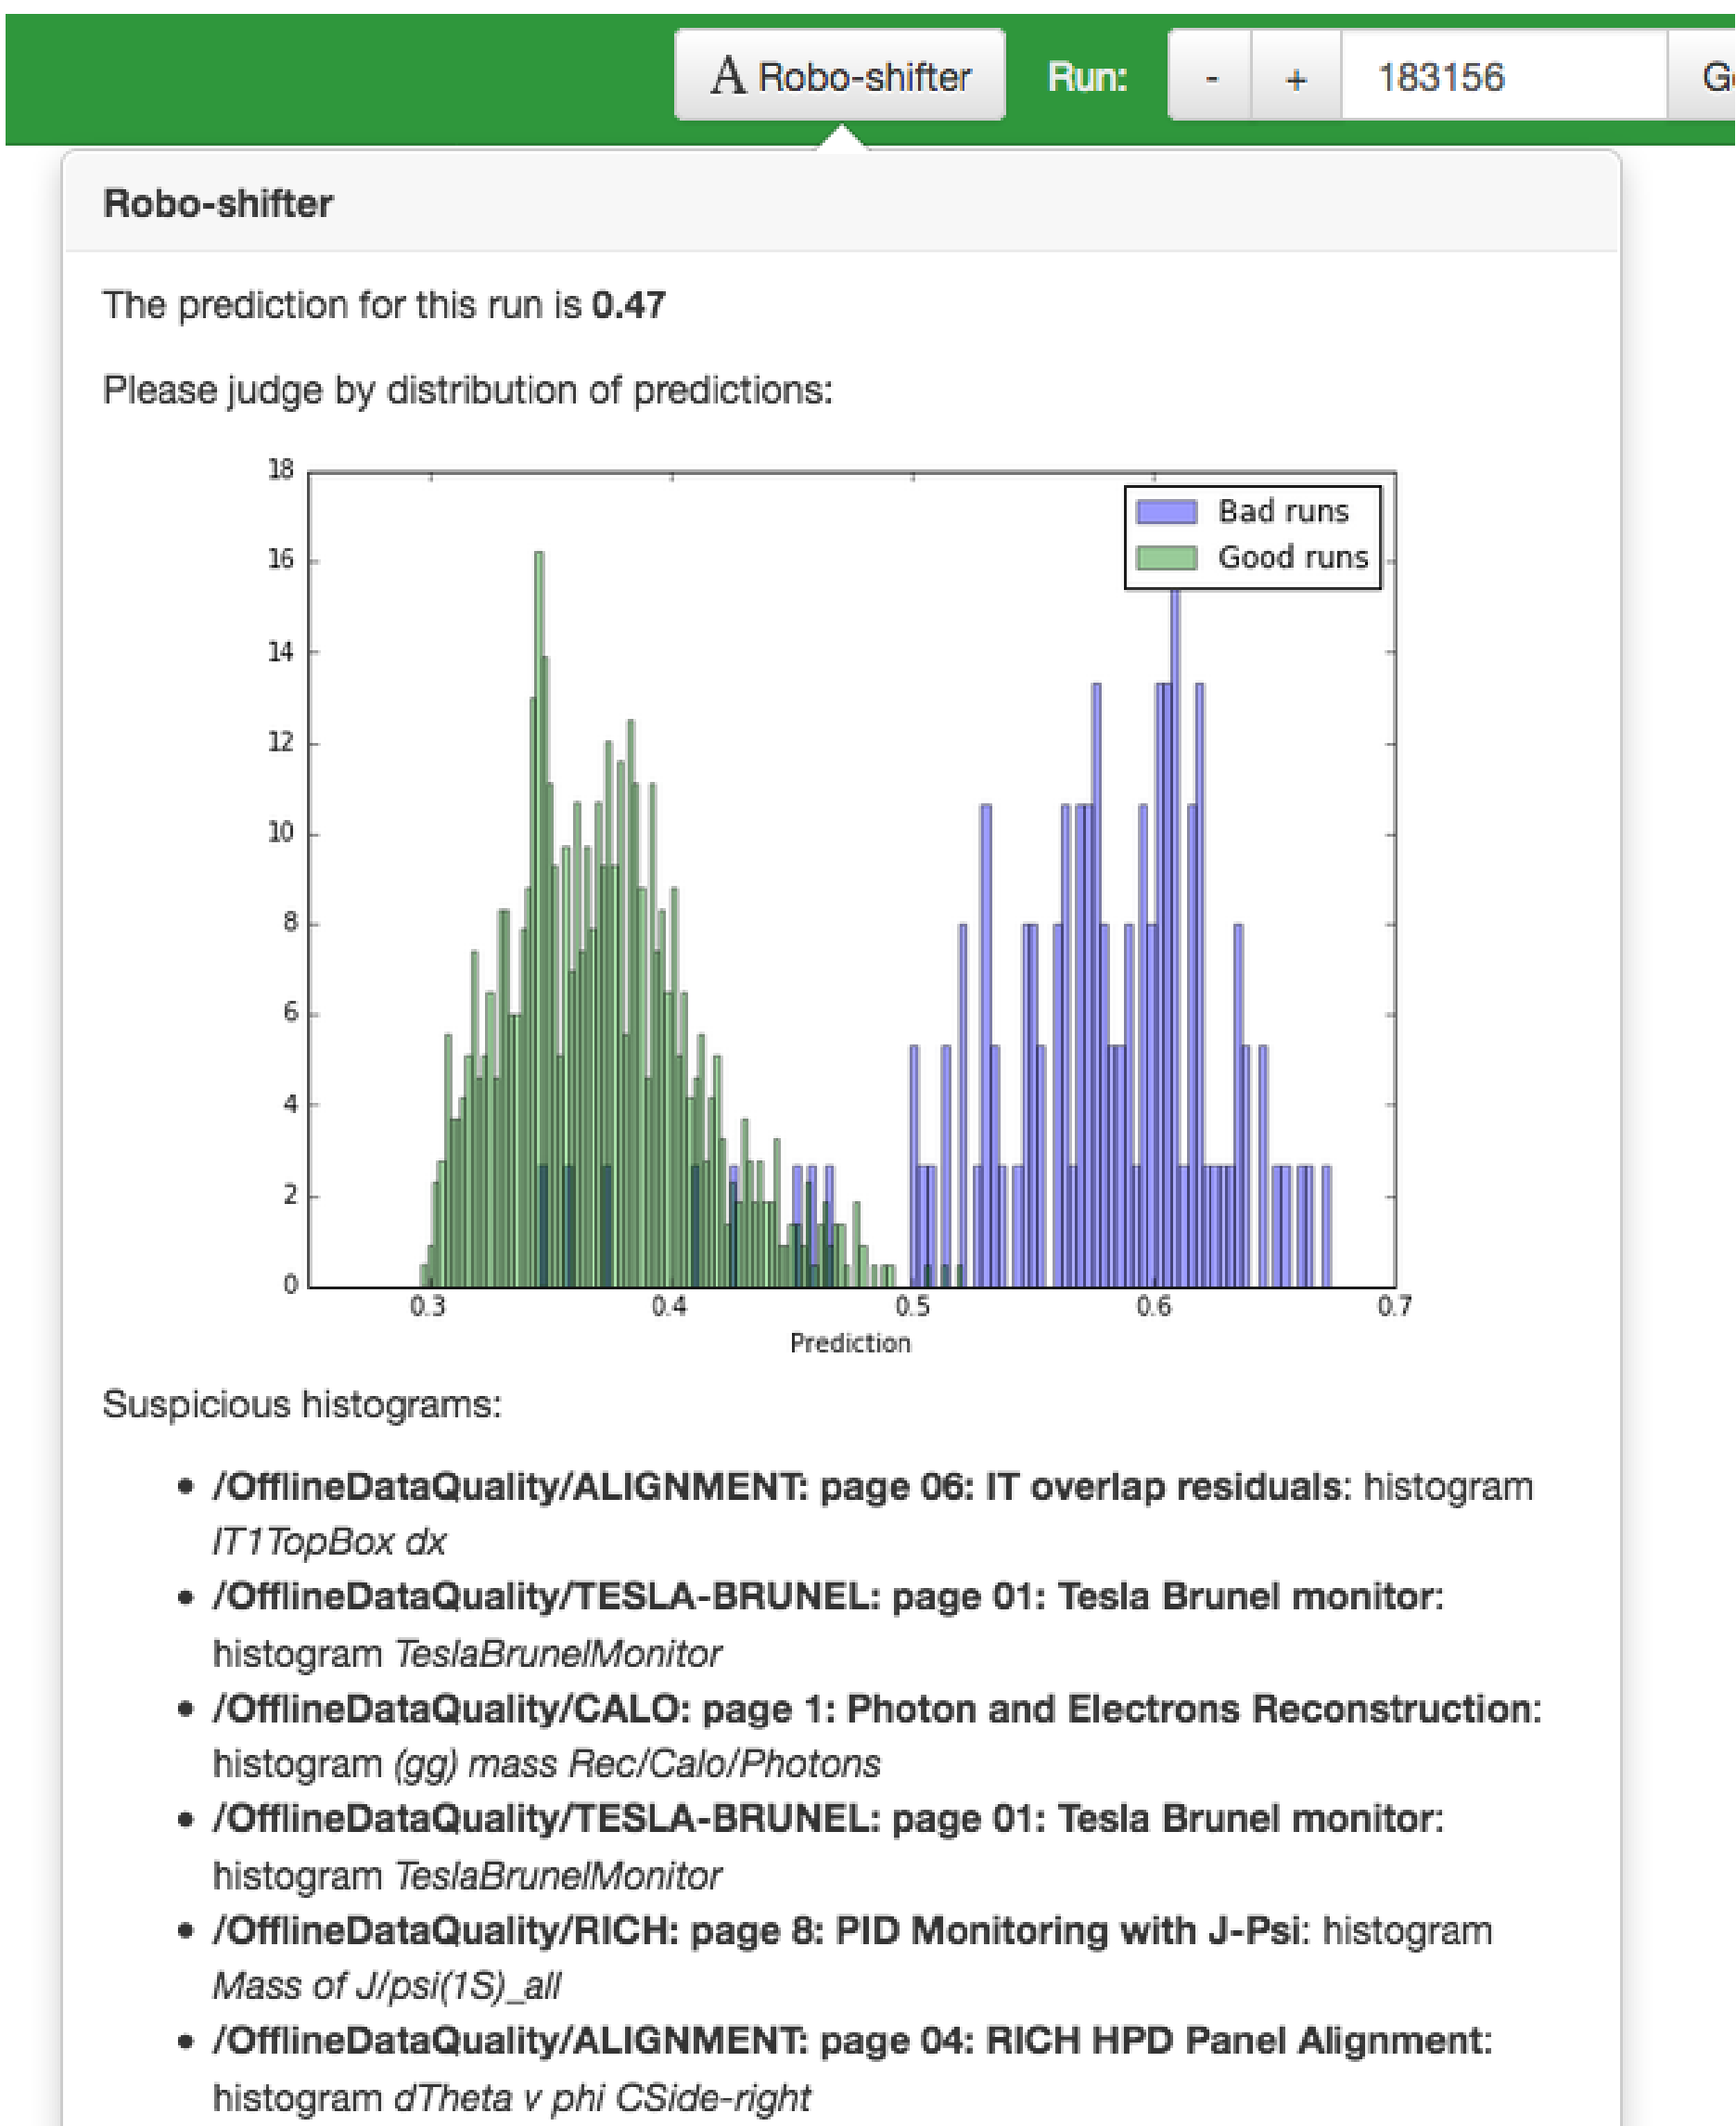 A Robo-shifter Run: - + 183156
Robo-shifter
The prediction for this run is 0.47
Please judge by distribution of predictions:
18
16
14
12
10
8
6
4
2
0
Bad runs
Good runs
0.3 0.4 0.5 0.6 0.7
Prediction
Suspicious histograms:
• /OfflineDataQuality/ALIGNMENT: page 06: IT overlap residuals: histogram
IT1TopBox dx
• /OfflineDataQuality/TESLA-BRUNEL: page 01: Tesla Brunel monitor:
histogram TeslaBrunelMonitor
• /OfflineDataQuality/CALO: page 1: Photon and Electrons Reconstruction:
histogram (gg) mass Rec/Calo/Photons
• /OfflineDataQuality/TESLA-BRUNEL: page 01: Tesla Brunel monitor:
histogram TeslaBrunelMonitor
• /OfflineDataQuality/RICH: page 8: PID Monitoring with J-Psi: histogram
Mass of J/psi(1S)_all
• /OfflineDataQuality/ALIGNMENT: page 04: RICH HPD Panel Alignment:
histogram dTheta v phi CSide-right